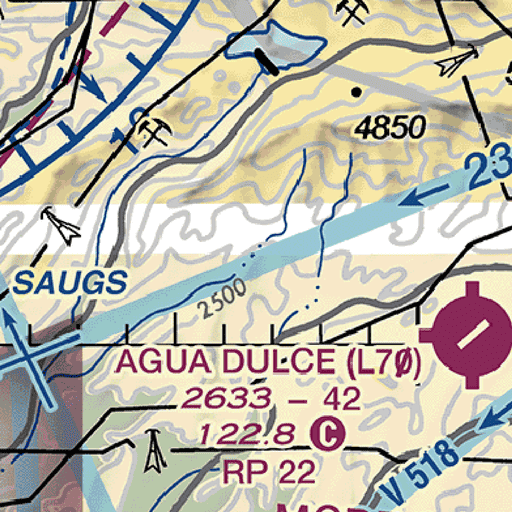 4850
23
SAUGS
2500
AGUA DULCE (L70)
2633 - 42
122.8 C
RP 22
V 518